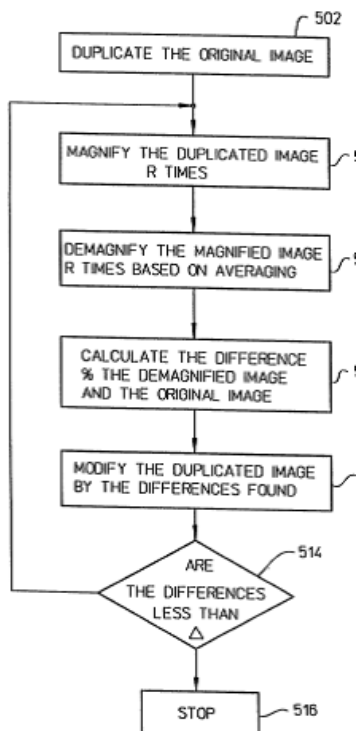 502
DUPLICATE THE ORIGINAL IMAGE
MAGNIFY THE DUPLICATED IMAGE
R TIMES
DEMAGNIFY THE MAGNIFIED IMAGE
R TIMES BASED ON AVERAGING
CALCULATE THE DIFFERENCE
% THE DEMAGNIFIED IMAGE
AND THE ORIGINAL IMAGE
MODIFY THE DUPLICATED IMAGE
BY THE DIFFERENCES FOUND
514
ARE
THE DIFFERENCES
LESS THAN
△
STOP
516